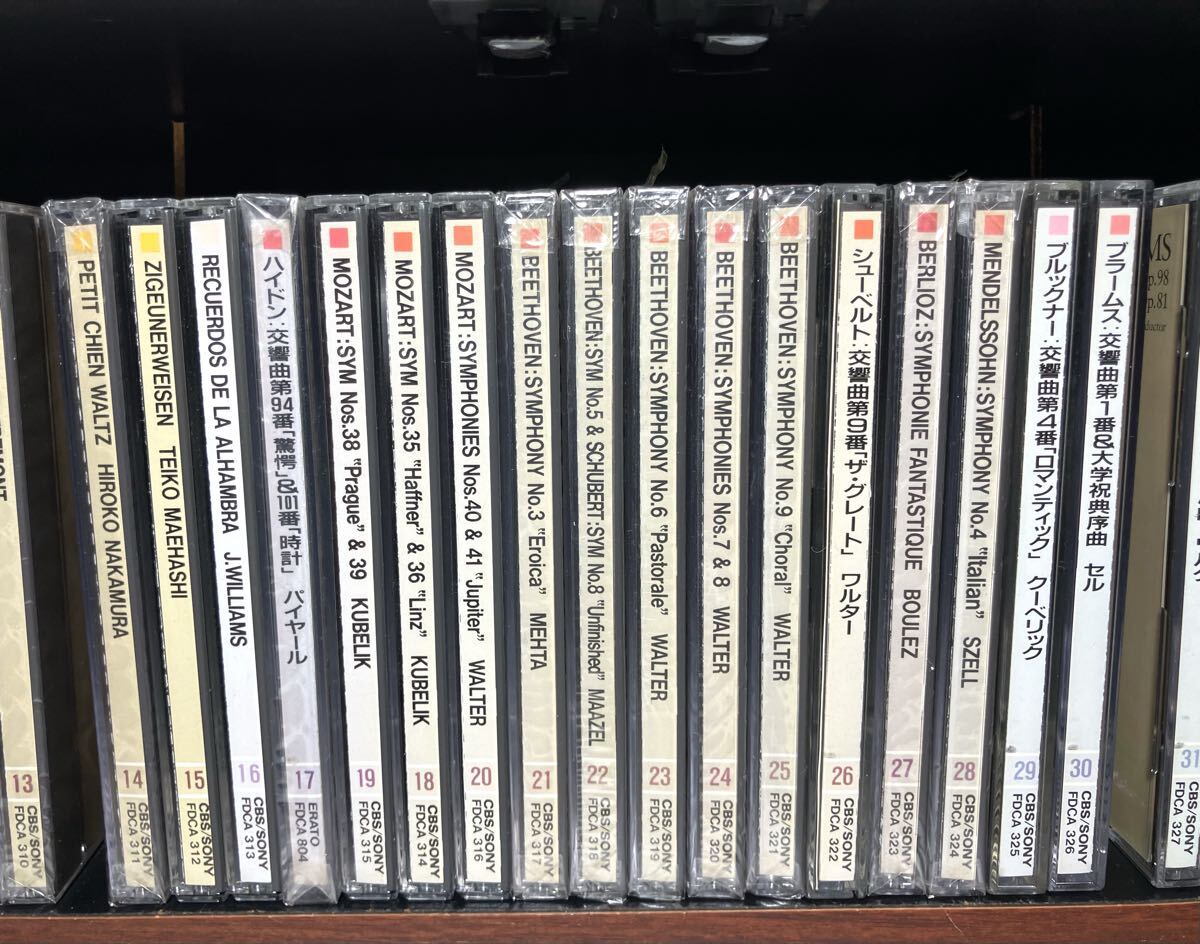 13
CBS/SONY
FDCA 310
PETIT CHIEN WALTZ HIROKO NAKAMURA
14
CBS/SONY
FDCA 311
ZIGEUNERWEISEN TEIKO MAEHASHI
15
CBS/SONY
FDCA 312
RECUERDOS DE LA ALHAMBRA J.WILLIAMS
16
CBS/SONY
FDCA 313
ハイドン:交響曲第94番「驚愕」&101番「時計」 パイヤール
17
ERATO
FDCA 804
MOZART:SYM Nos.38 "Prague" & 39 KUBELIK
19
CBS/SONY
FDCA 315
MOZART:SYM Nos.35 "Haffner" & 36 "Linz" KUBELIK
18
CBS/SONY
FDCA 314
MOZART:SYMPHONIES Nos.40 & 41 "Jupiter" WALTER
20
CBS/SONY
FDCA 316
BEETHOVEN:SYMPHONY No.3 "Eroica" MEHTA
21
CBS/SONY
FDCA 317
BEETHOVEN:SYM No.5 & SCHUBERT:SYM No.8 "Unfinished" MAAZEL
22
CBS/SONY
FDCA 318
BEETHOVEN:SYMPHONY No.6 "Pastorale" WALTER
23
CBS/SONY
FDCA 319
BEETHOVEN:SYMPHONIES Nos.7 & 8 WALTER
24
CBS/SONY
FDCA 320
BEETHOVEN:SYMPHONY No.9 "Choral" WALTER
25
CBS/SONY
FDCA 321
シューベルト:交響曲第9番「ザ・グレート」 ワルター
26
CBS/SONY
FDCA 322
BERLIOZ:SYMPHONIE FANTASTIQUE BOULEZ
27
CBS/SONY
FDCA 323
MENDELSSOHN:SYMPHONY No.4 "Italian" SZELL
28
CBS/SONY
FDCA 324
ブルックナー:交響曲第4番「ロマンティック」 クーベリック
29
CBS/SONY
FDCA 325
ブラームス:交響曲第1番&大学祝典序曲 セル
30
CBS/SONY
FDCA 326
MS
p.98
p.81
ductor
31
CBS/SONY
FDCA 327